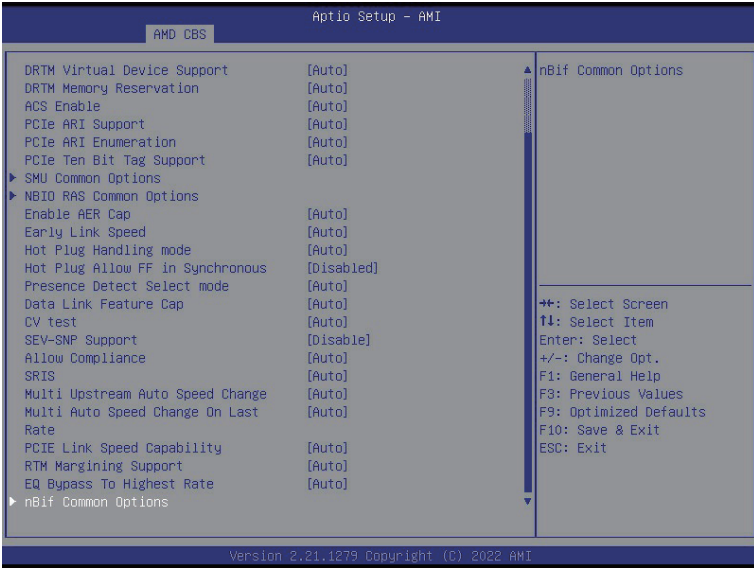 Aptio Setup – AMI
AMD CBS
DRTM Virtual Device Support [Auto]
DRTM Memory Reservation [Auto]
ACS Enable [Auto]
PCIe ARI Support [Auto]
PCIe ARI Enumeration [Auto]
PCIe Ten Bit Tag Support [Auto]
SMU Common Options
NBIO RAS Common Options
Enable AER Cap [Auto]
Early Link Speed [Auto]
Hot Plug Handling mode [Auto]
Hot Plug Allow FF in Synchronous [Disabled]
Presence Detect Select mode [Auto]
Data Link Feature Cap [Auto]
CV test [Auto]
SEV-SNP Support [Disable]
Allow Compliance [Auto]
SRIS [Auto]
Multi Upstream Auto Speed Change [Auto]
Multi Auto Speed Change On Last [Auto]
Rate
PCIE Link Speed Capability [Auto]
RTM Margining Support [Auto]
EQ Bypass To Highest Rate [Auto]
nBif Common Options
nBif Common Options
→←: Select Screen
↑↓: Select Item
Enter: Select
+/-: Change Opt.
F1: General Help
F3: Previous Values
F9: Optimized Defaults
F10: Save & Exit
ESC: Exit
Version 2.21.1279 Copyright (C) 2022 AMI